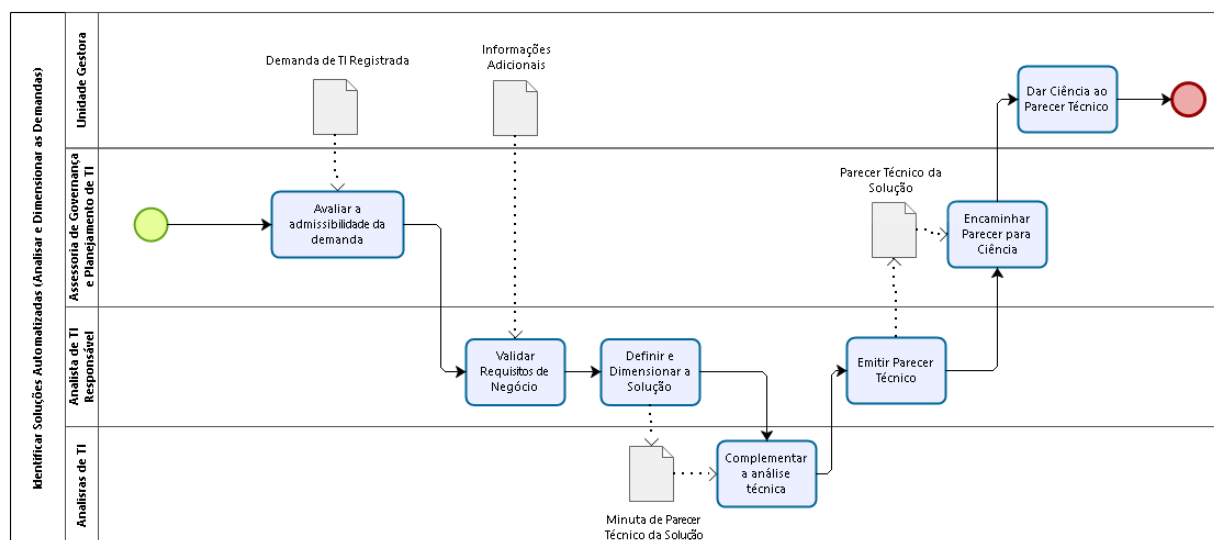 Identificar Soluções Automatizadas (Analisar e Dimensionar as Demandas)
Unidade Gestora
Demanda de TI Registrada
Informações
Adicionais
Dar Ciência ao
Parecer Técnico
Assessoria de Governança
e Planejamento de TI
Avaliar a
admissibilidade da
demanda
Parecer Técnico da
Solução
Encaminhar
Parecer para
Ciência
Analista de TI
Responsável
Validar
Requisitos de
Negócio
Definir e
Dimensionar a
Solução
Emitir Parecer
Técnico
Analisras de TI
Complementar
a análise
técnica
Minuta de Parecer
Técnico da Solução